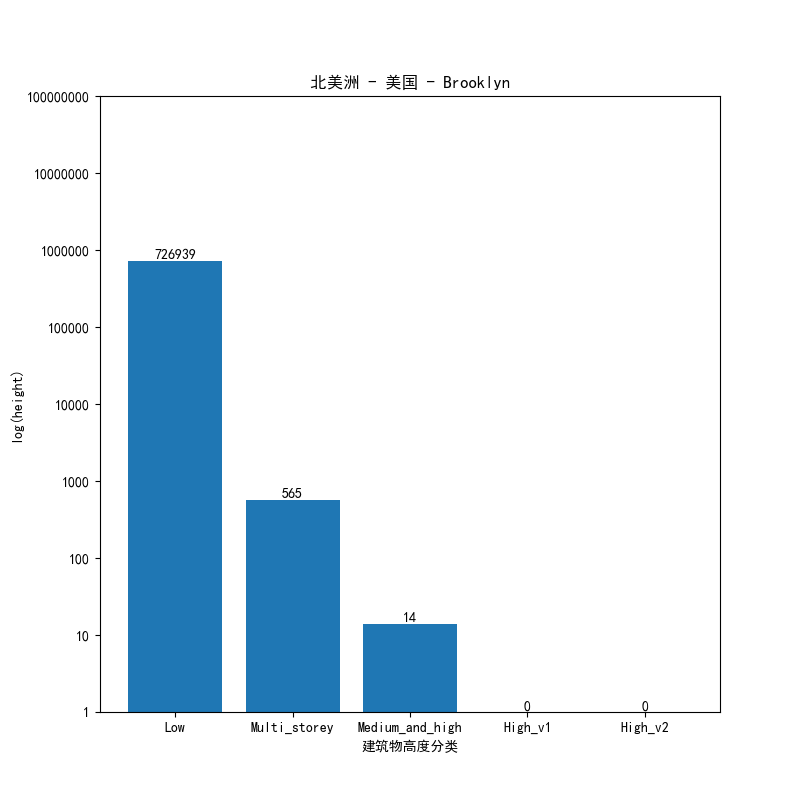 北美洲 - 美国 - Brooklyn
100000000
10000000
1000000
100000
10000
1000
100
10
1
log(height)
726939
565
14
0
0
Low
Multi_storey
Medium_and_high
High_v1
High_v2
建筑物高度分类